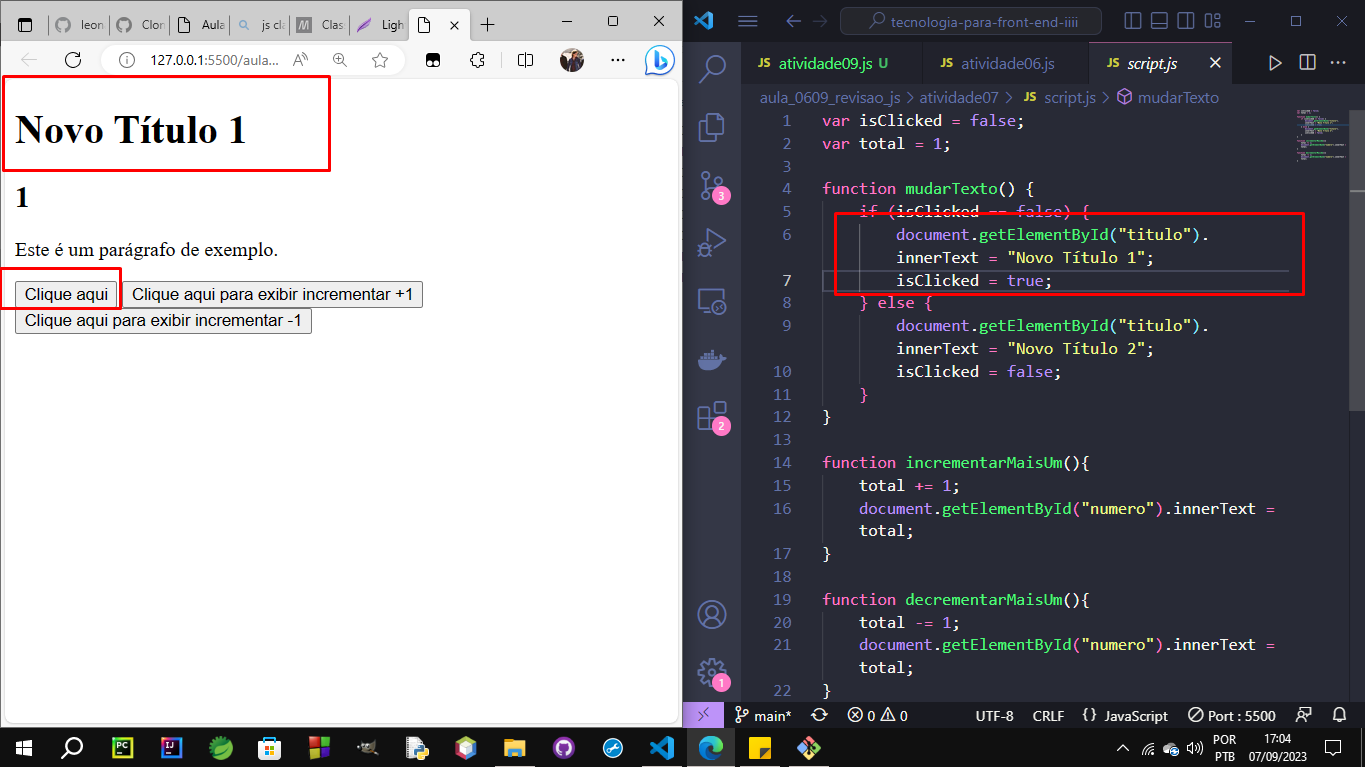 leon
Clon
Aula
js cla
Clas
Ligh
127.0.0.1:5500/aula...
Novo Título 1
1
Este é um parágrafo de exemplo.
Clique aqui
Clique aqui para exibir incrementar +1
Clique aqui para exibir incrementar -1
tecnologia-para-front-end-iiii
JS atividade09.js U
JS atividade06.js
JS script.js
aula_0609_revisao_js > atividade07 > JS script.js > mudarTexto
1 var isClicked = false;
2 var total = 1;
3
4 function mudarTexto() {
5 if (isClicked == false) {
6 document.getElementById("titulo").
innerText = "Novo Título 1";
7 isClicked = true;
8 } else {
9 document.getElementById("titulo").
innerText = "Novo Título 2";
10 isClicked = false;
11 }
12 }
13
14 function incrementarMaisUm(){
15 total += 1;
16 document.getElementById("numero").innerText =
total;
17 }
18
19 function decrementarMaisUm(){
20 total -= 1;
21 document.getElementById("numero").innerText =
total;
22 }
3
2
1
main*
0 0
UTF-8
CRLF
{} JavaScript
Port : 5500
PC
IJ
POR
PTB
17:04
07/09/2023